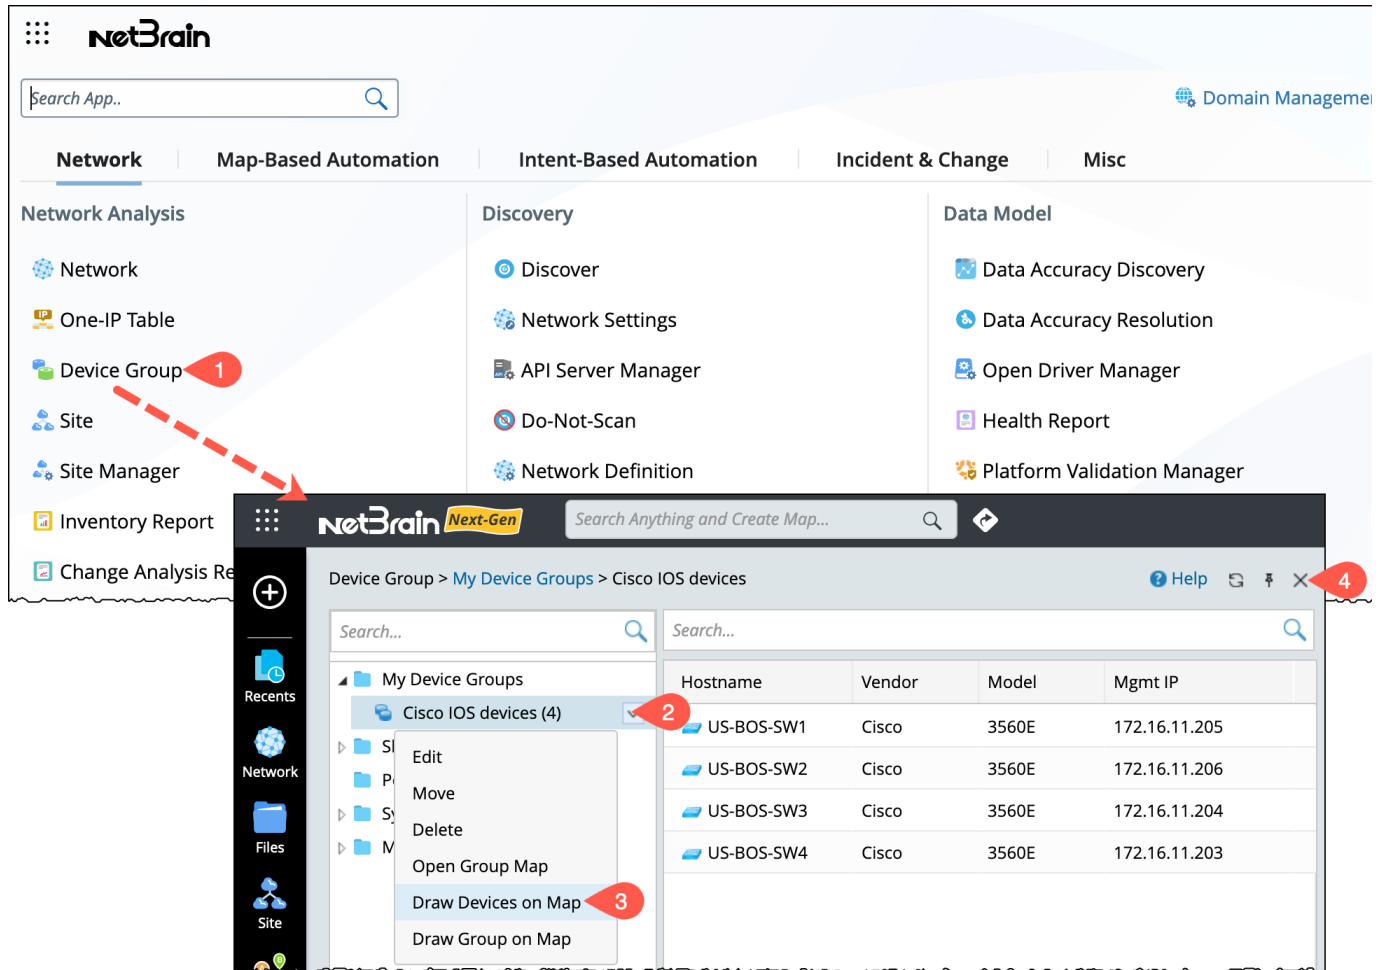 NetBrain
Search App..
Domain Manageme
Network Map-Based Automation Intent-Based Automation Incident & Change Misc
Network Analysis Discovery Data Model
Network Discover Data Accuracy Discovery
IP One-IP Table Network Settings Data Accuracy Resolution
Device Group 1 API Server Manager Open Driver Manager
Site Do-Not-Scan Health Report
Site Manager Network Definition Platform Validation Manager
Inventory Report
Change Analysis Re
NetBrain Next-Gen Search Anything and Create Map...
Device Group > My Device Groups > Cisco IOS devices ? Help 4
Search... Search...
Recents
My Device Groups Hostname Vendor Model Mgmt IP
Cisco IOS devices (4) 2
US-BOS-SW1 Cisco 3560E 172.16.11.205
Edit
Network
US-BOS-SW2 Cisco 3560E 172.16.11.206
Move
US-BOS-SW3 Cisco 3560E 172.16.11.204
Delete
Files
M US-BOS-SW4 Cisco 3560E 172.16.11.203
Open Group Map
Draw Devices on Map 3
Site
Draw Group on Map